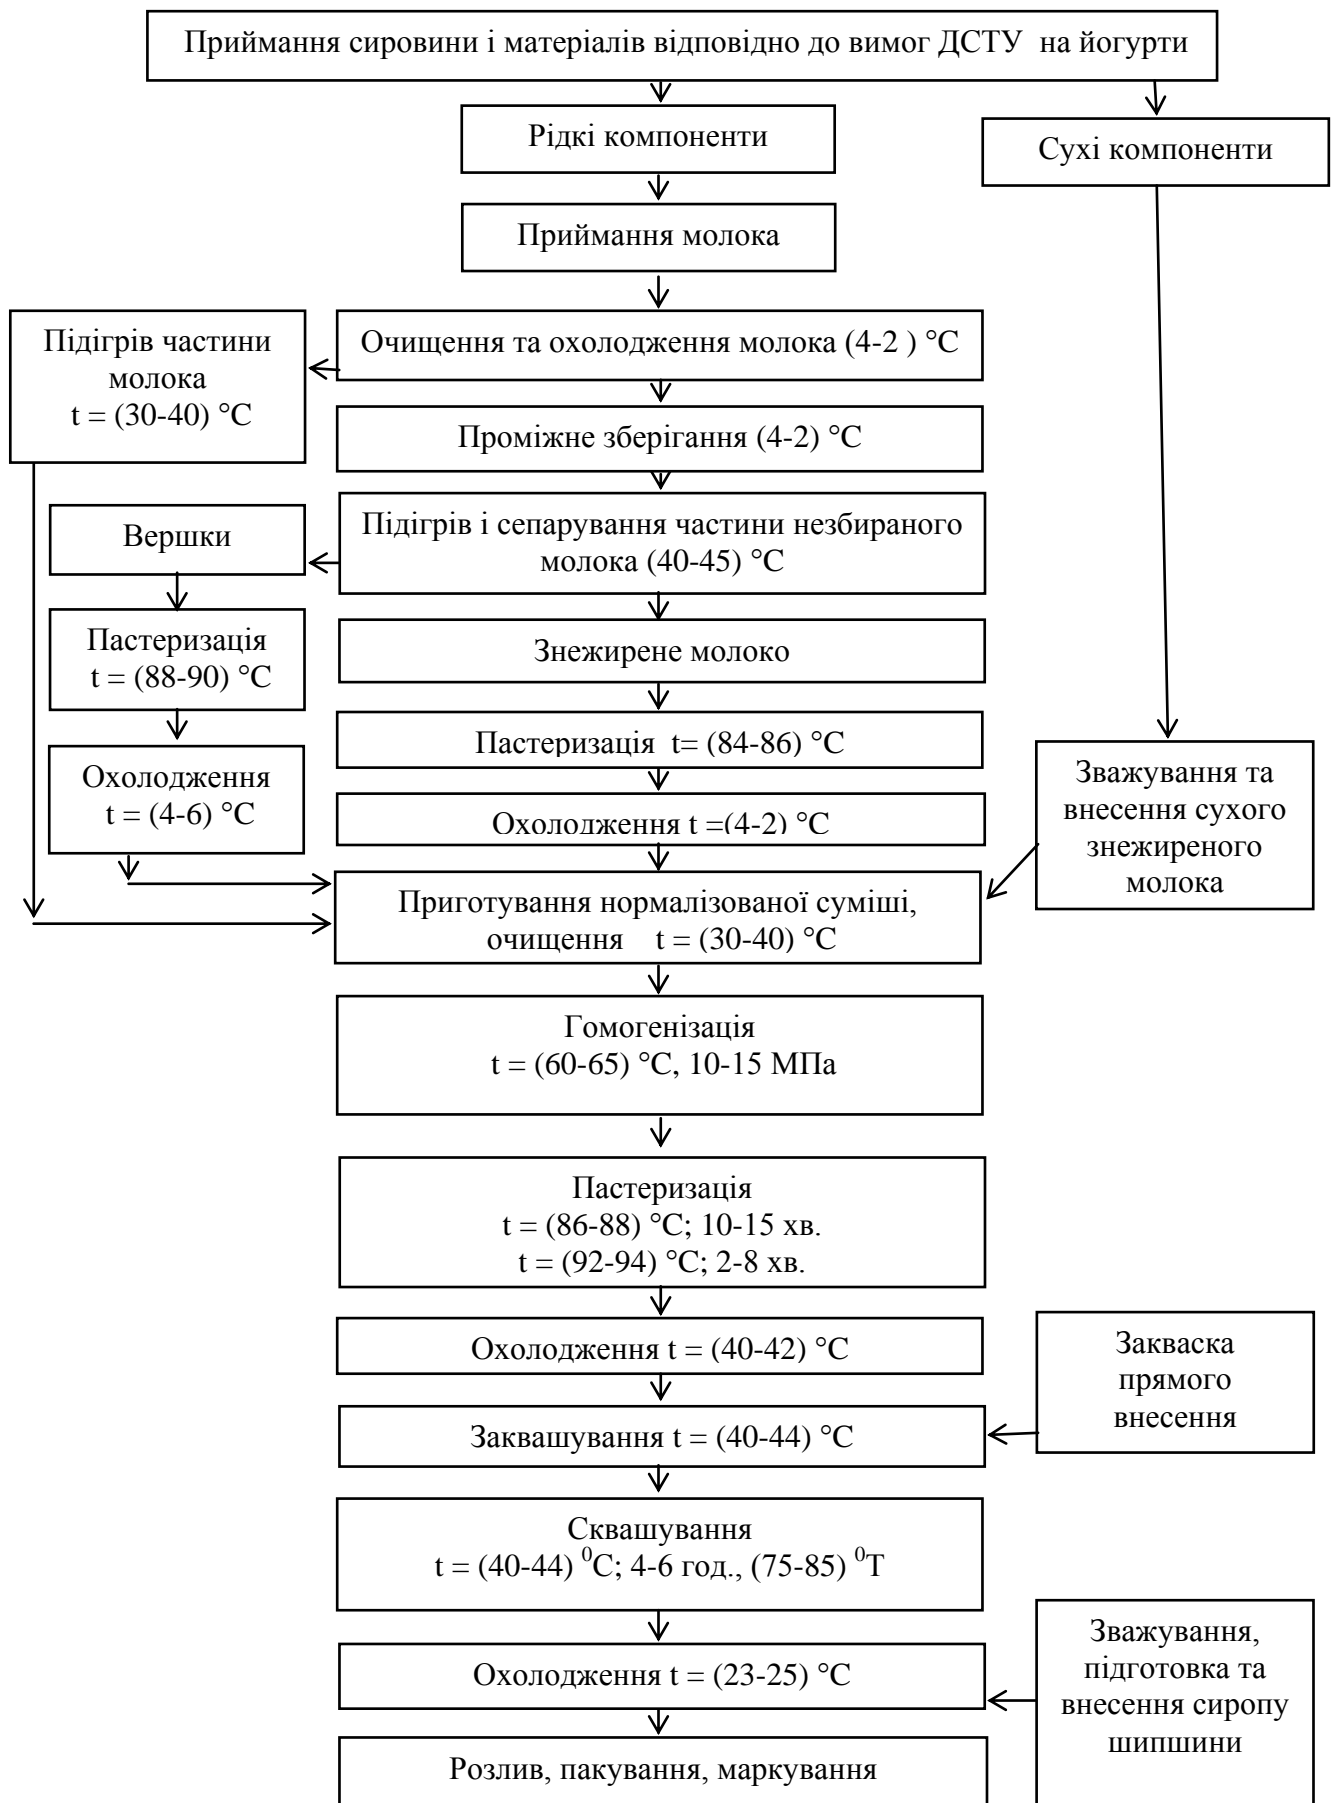 Приймання сировини і матеріалів відповідно до вимог ДСТУ на йогурти
Рідкі компоненти
Сухі компоненти
Приймання молока
Підігрів частини
молока
t = (30-40) °С
Очищення та охолодження молока (4-2 ) °С
Проміжне зберігання (4-2) °С
Вершки
Підігрів і сепарування частини незбираного
молока (40-45) °С
Пастеризація
t = (88-90) °С
Знежирене молоко
Пастеризація t= (84-86) °С
Охолодження
t = (4-6) °С
Охолодження t =(4-2) °С
Зважування та
внесення сухого
знежиреного
молока
Приготування нормалізованої суміші,
очищення t = (30-40) °С
Гомогенізація
t = (60-65) °С, 10-15 МПа
Пастеризація
t = (86-88) °С; 10-15 хв.
t = (92-94) °С; 2-8 хв.
Охолодження t = (40-42) °С
Закваска
прямого
внесення
Заквашування t = (40-44) °С
Сквашування
t = (40-44) ⁰С; 4-6 год., (75-85) ⁰Т
Охолодження t = (23-25) °С
Зважування,
підготовка та
внесення сиропу
шипшини
Розлив, пакування, маркування